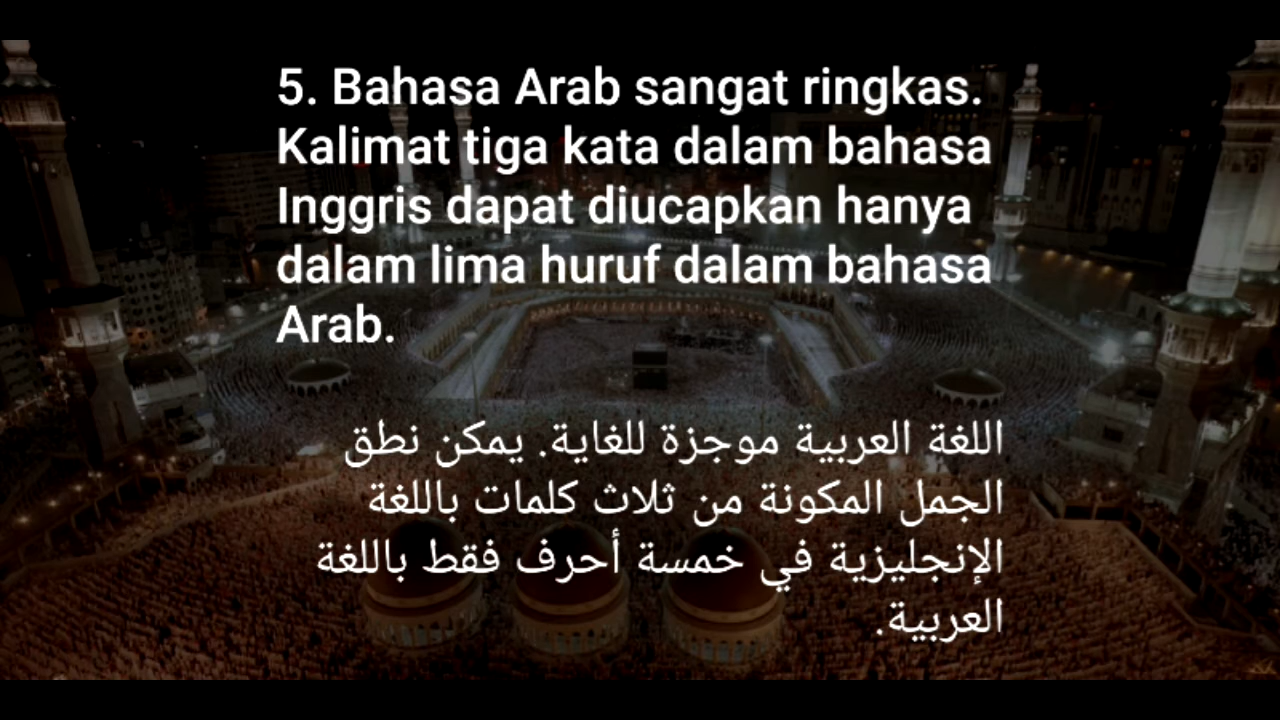 5. Bahasa Arab sangat ringkas.
Kalimat tiga kata dalam bahasa
Inggris dapat diucapkan hanya
dalam lima huruf dalam bahasa
Arab.
اللغة العربية موجزة للغاية. يمكن نطق
الجمل المكونة من ثلاث كلمات باللغة
الإنجليزية في خمسة أحرف فقط باللغة
العربية.